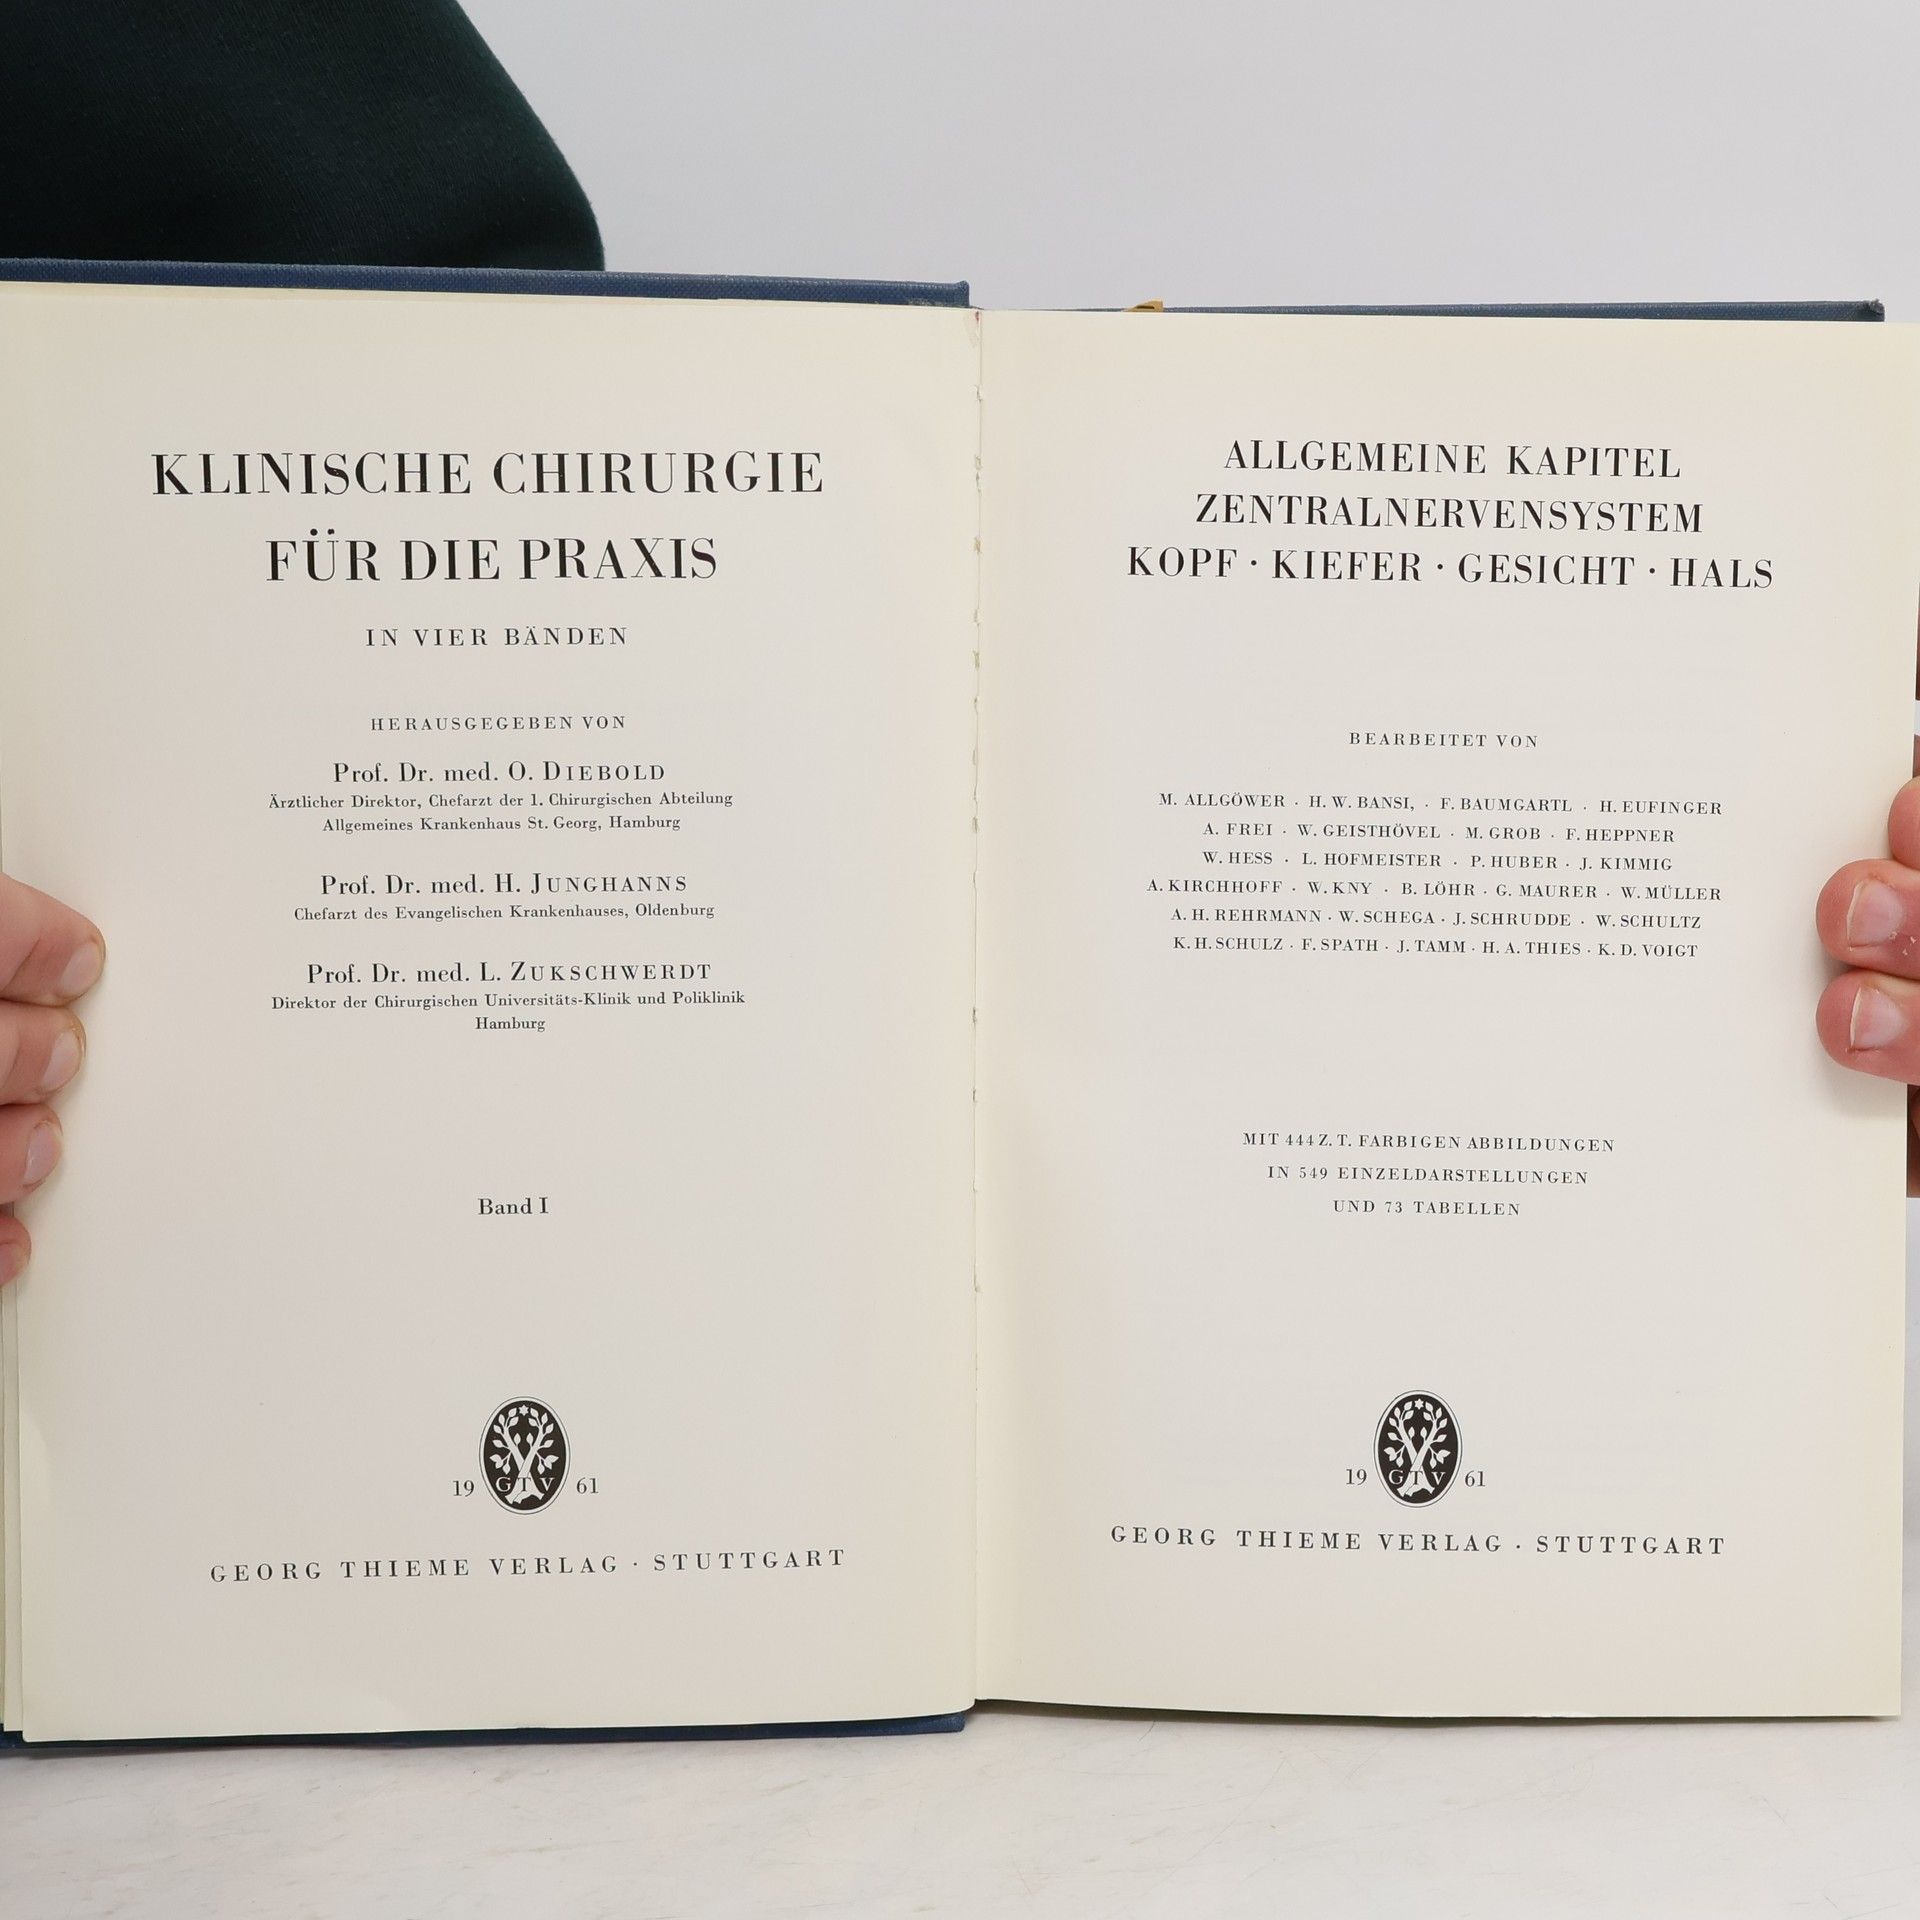 KLINISCHE CHIRURGIE
FÜR DIE PRAXIS
IN VIER BÄNDEN
HERAUSGEGEBEN VON
Prof. Dr. med. O. DIEBOLD
Ärztlicher Direktor, Chefarzt der 1. Chirurgischen Abteilung
Allgemeines Krankenhaus St. Georg, Hamburg
Prof. Dr. med. H. JUNGHANNS
Chefarzt des Evangelischen Krankenhauses, Oldenburg
Prof. Dr. med. L. ZUKSCHWERDT
Direktor der Chirurgischen Universitäts-Klinik und Poliklinik
Hamburg
Band I
19 GTV 61
GEORG THIEME VERLAG · STUTTGART
ALLGEMEINE KAPITEL
ZENTRALNERVENSYSTEM
KOPF · KIEFER · GESICHT · HALS
BEARBEITET VON
M. ALLGÖWER · H. W. BANSI, · F. BAUMGARTL · H. EUFINGER
A. FREI · W. GEISTHÖVEL · M. GROB · F. HEPPNER
W. HESS · L. HOFMEISTER · P. HUBER · J. KIMMIG
A. KIRCHHOFF · W. KNY · B. LÖHR · G. MAURER · W. MÜLLER
A. H. REHRMANN · W. SCHEGA · J. SCHRUDDE · W. SCHULTZ
K. H. SCHULZ · F. SPATH · J. TAMM · H. A. THIES · K. D. VOIGT
MIT 444 Z. T. FARBIGEN ABBILDUNGEN
IN 549 EINZELDARSTELLUNGEN
UND 73 TABELLEN
19 GTV 61
GEORG THIEME VERLAG · STUTTGART